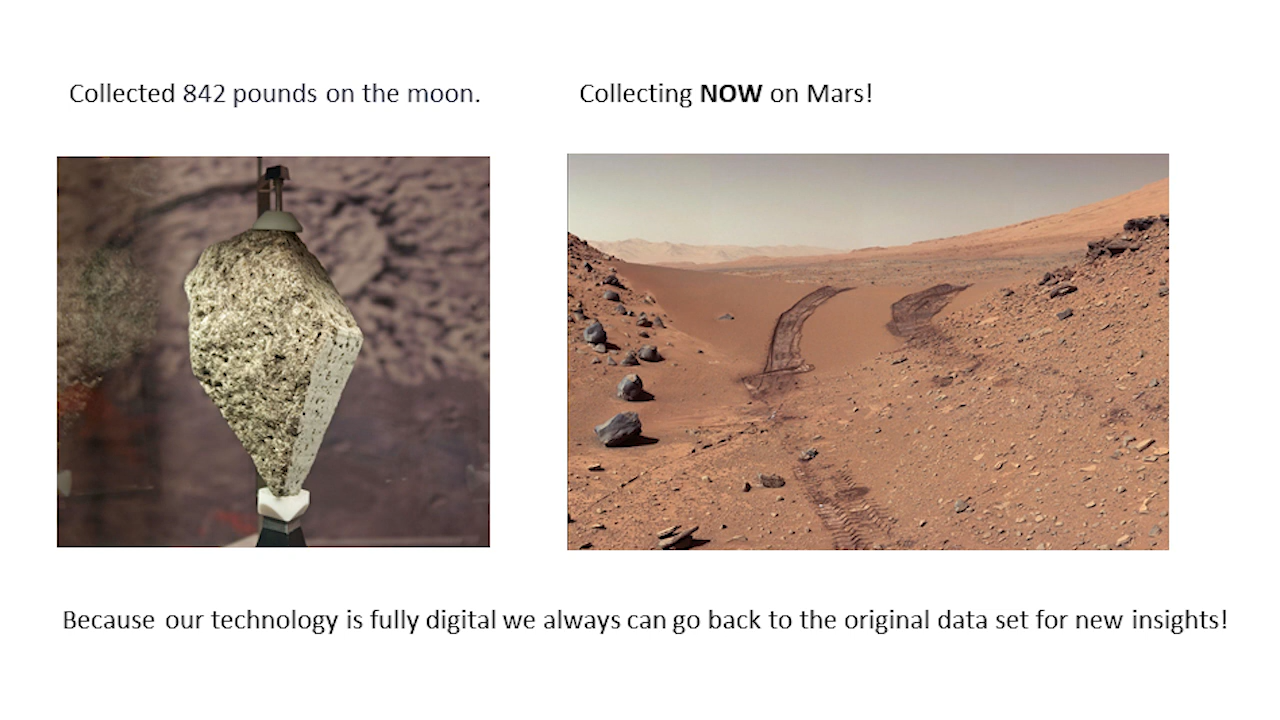 Collected 842 pounds on the moon.
Collecting NOW on Mars!
Because our technology is fully digital we always can go back to the original data set for new insights!